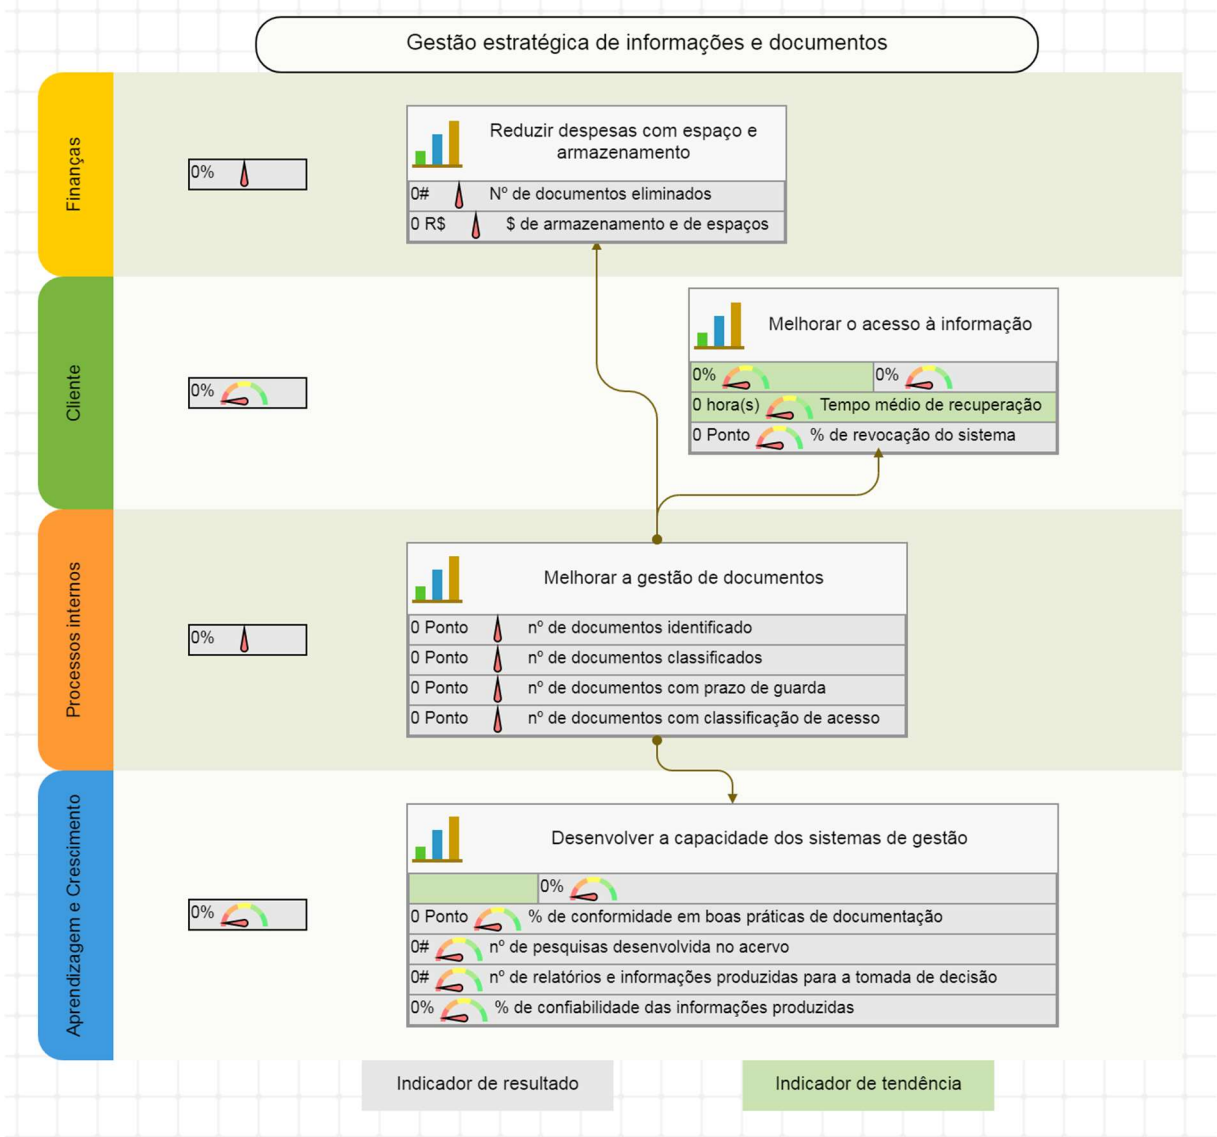 Gestão estratégica de informações e documentos
Finanças
0%
Reduzir despesas com espaço e
armazenamento
0# Nº de documentos eliminados
0 R$ $ de armazenamento e de espaços
Cliente
0%
Melhorar o acesso à informação
0% 0%
0 hora(s) Tempo médio de recuperação
0 Ponto % de revocação do sistema
Processos internos
0%
Melhorar a gestão de documentos
0 Ponto nº de documentos identificado
0 Ponto nº de documentos classificados
0 Ponto nº de documentos com prazo de guarda
0 Ponto nº de documentos com classificação de acesso
Aprendizagem e Crescimento
0%
Desenvolver a capacidade dos sistemas de gestão
0%
0 Ponto % de conformidade em boas práticas de documentação
0# nº de pesquisas desenvolvida no acervo
0# nº de relatórios e informações produzidas para a tomada de decisão
0% % de confiabilidade das informações produzidas
Indicador de resultado
Indicador de tendência